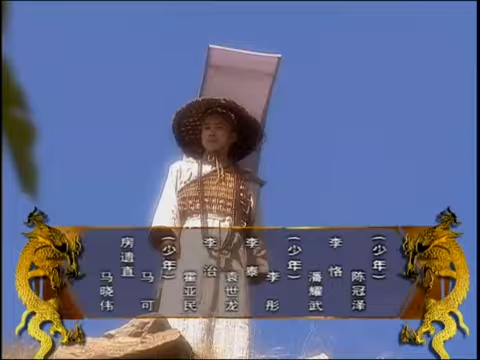 （少年）
陈冠泽
李恪
潘耀武
（少年）
李彤
李泰
袁世龙
李治
霍亚民
（少年）
马可
房遗直
马晓伟